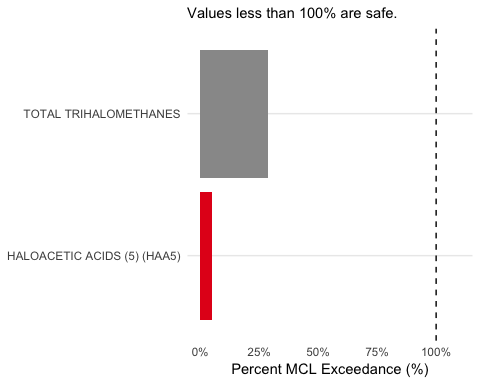 Values less than 100% are safe.
TOTAL TRIHALOMETHANES
HALOACETIC ACIDS (5) (HAA5)
0% 25% 50% 75% 100%
Percent MCL Exceedance (%)